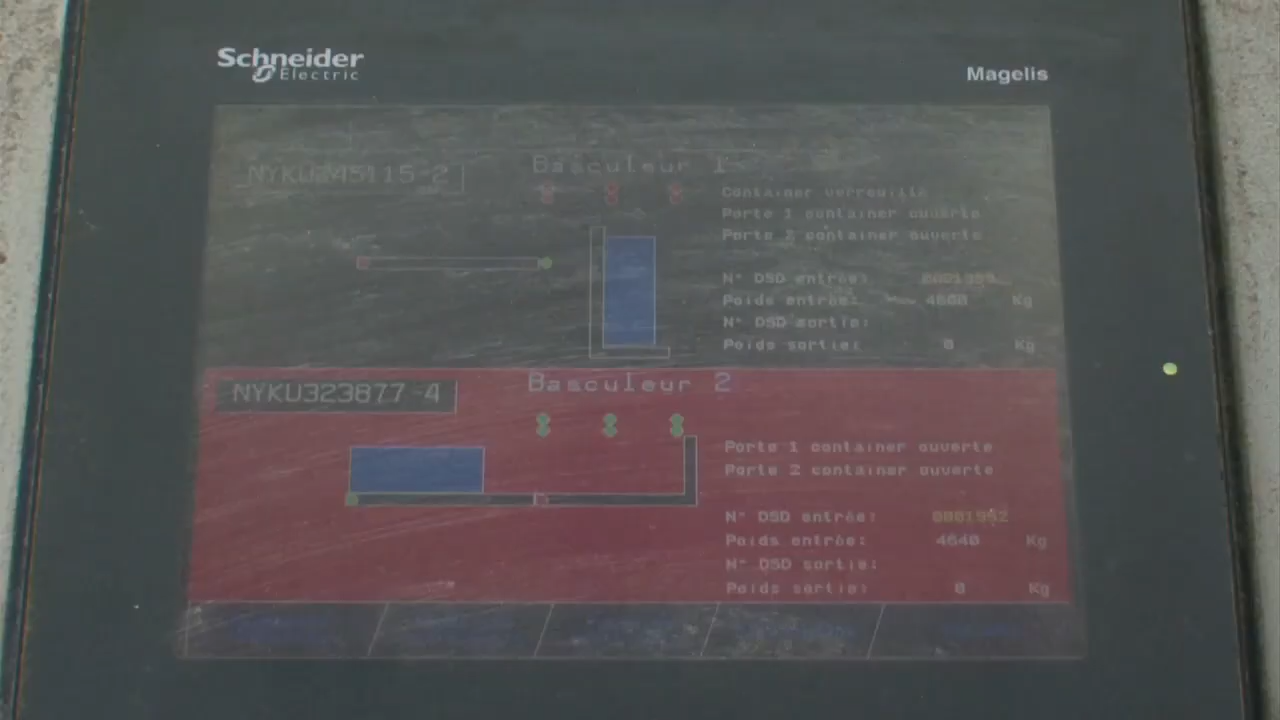 Schneider
Electric
Magelis
NYKU245115-2
Basculeur 1
Container verrouillé
Porte 1 container ouverte
Porte 2 container ouverte
N° DSD entrée:
Poids entrée: 4600 Kg
N° DSD sortie:
Poids sortie: 0 Kg
NYKU323877-4
Basculeur 2
Porte 1 container ouverte
Porte 2 container ouverte
N° DSD entrée: 0001992
Poids entrée: 4640 Kg
N° DSD sortie:
Poids sortie: 0 Kg